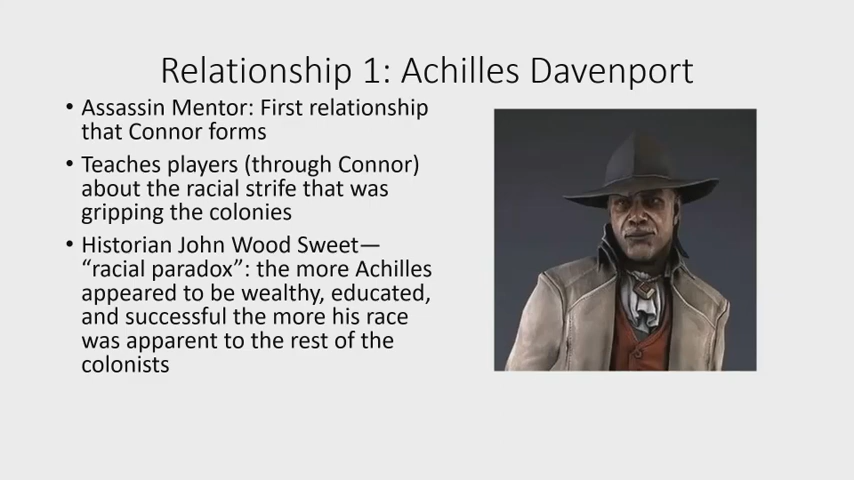 Relationship 1: Achilles Davenport
• Assassin Mentor: First relationship
that Connor forms
• Teaches players (through Connor)
about the racial strife that was
gripping the colonies
• Historian John Wood Sweet—
“racial paradox”: the more Achilles
appeared to be wealthy, educated,
and successful the more his race
was apparent to the rest of the
colonists